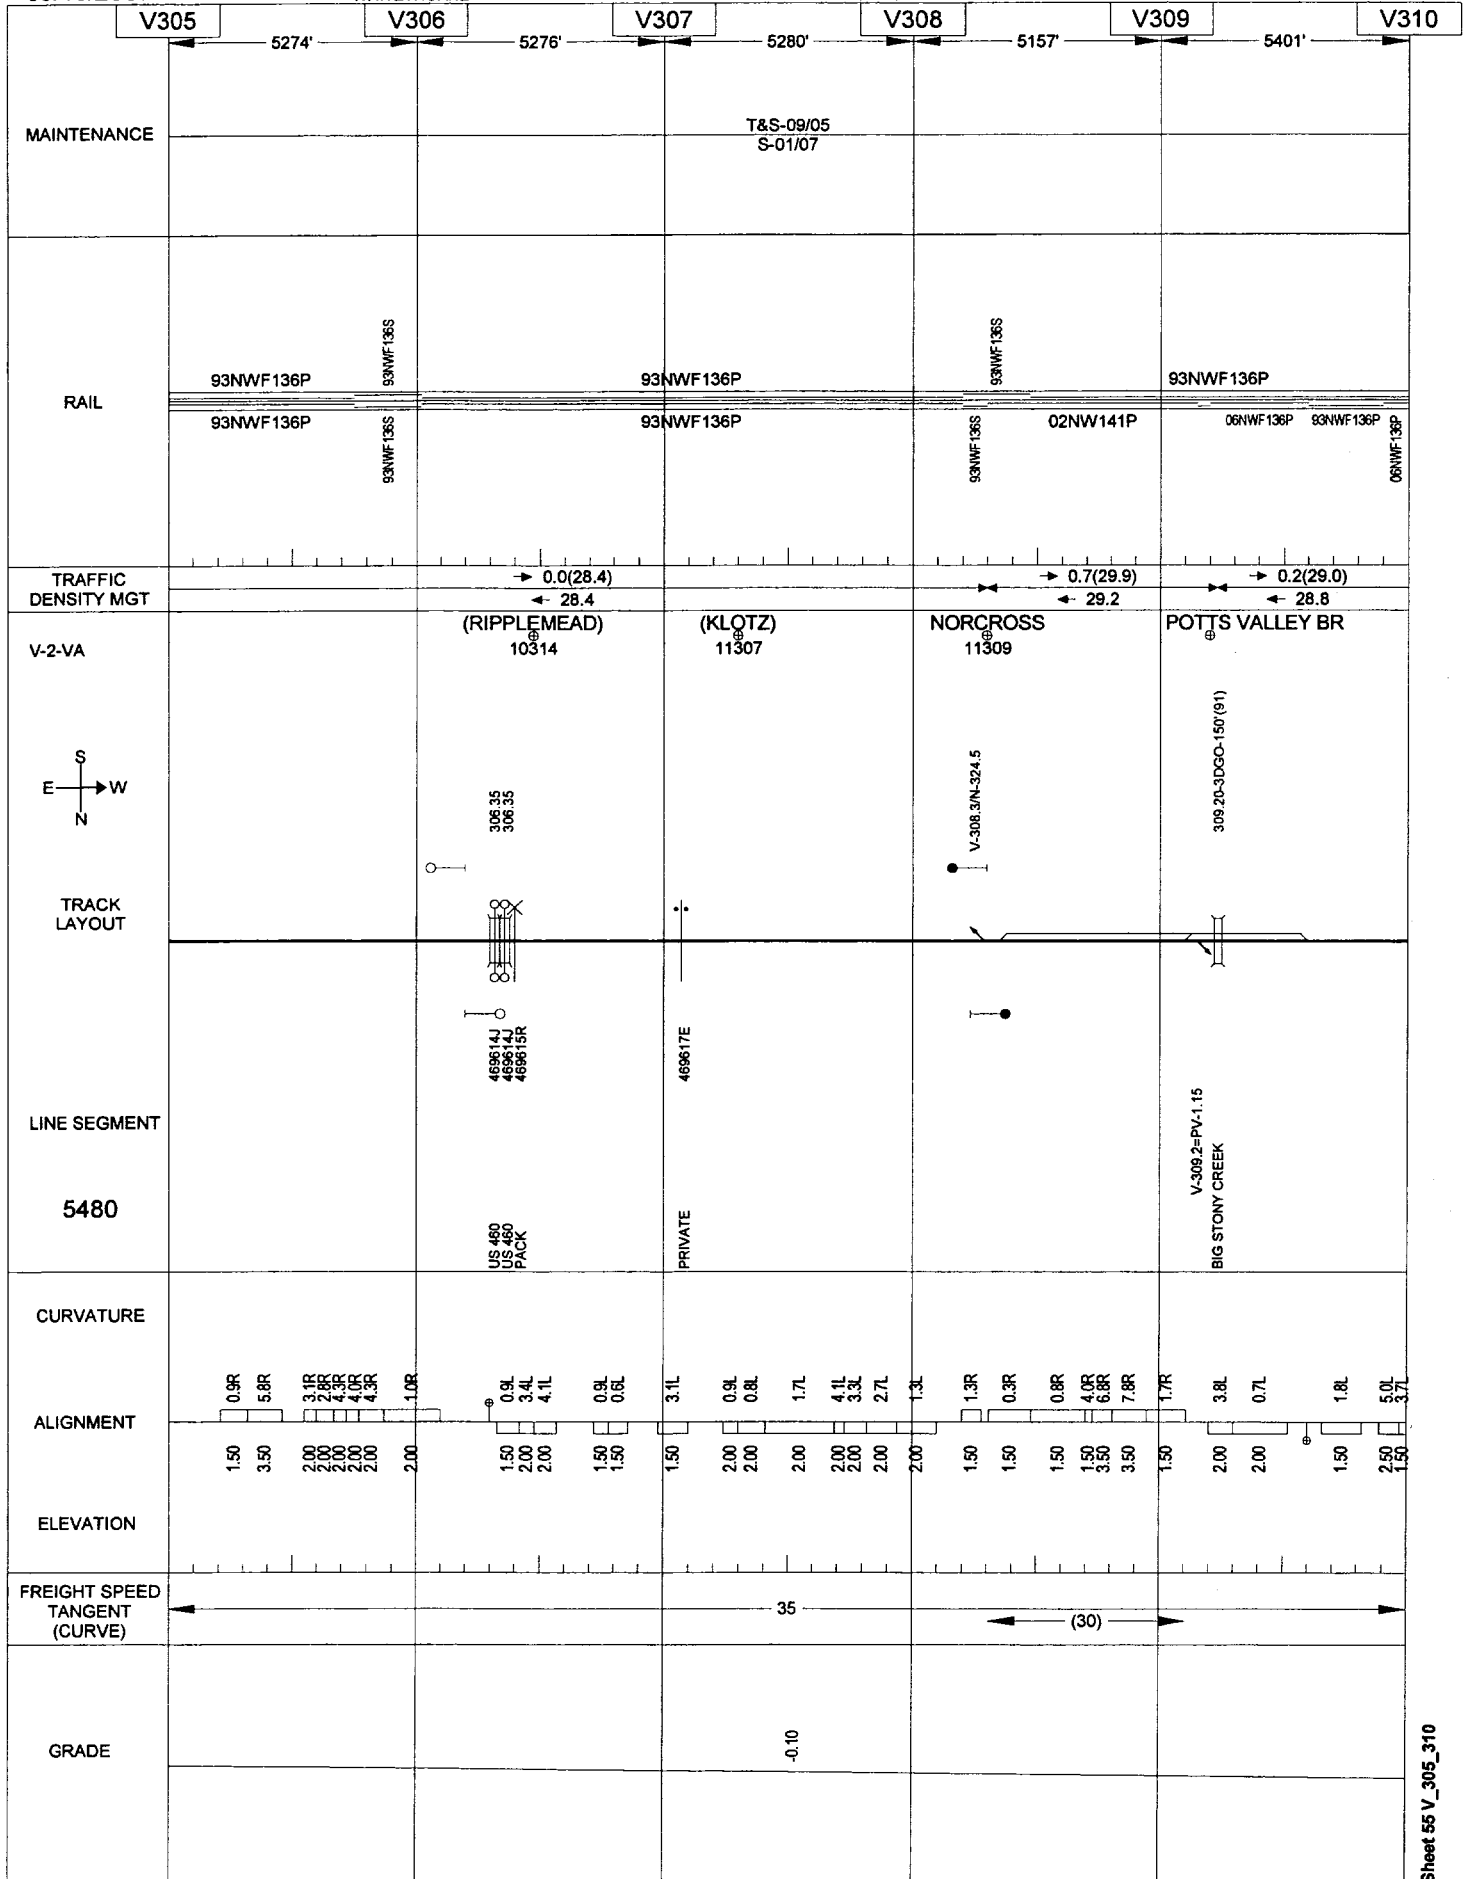 V305 V306 V307 V308 V309 V310
5274' 5276' 5280' 5157' 5401'
MAINTENANCE
T&S-09/05
S-01/07
RAIL
93NWF136P 93NWF136S 93NWF136P 93NWF136S 93NWF136P
93NWF136P 93NWF136S 93NWF136P 93NWF136S 02NW141P 06NWF136P 93NWF136P 06NWF136P
TRAFFIC
DENSITY MGT
0.0(28.4) 0.7(29.9) 0.2(29.0)
28.4 29.2 28.8
V-2-VA
(RIPPLEMEAD) (KLOTZ) NORCROSS POTTS VALLEY BR
10314 11307 11309
S
E W
N
306.35
306.35
V-308.3/N-324.5
309.20-3DGO-150'(91)
TRACK
LAYOUT
469614J
469614J
469615R
469617E
LINE SEGMENT
5480
V-309.2=PV-1.15
BIG STONY CREEK
US 460
US 460
PACK
PRIVATE
CURVATURE
0.9R 5.8R 3.1R 2.8R 4.3R 4.0R 4.3R 1.0R 0.9L 3.4L 4.1L 0.9L 0.6L 3.1L 0.9L 0.8L 1.7L 4.1L 3.3L 2.7L 1.3L 1.3R 0.3R 0.8R 4.0R 6.8R 7.8R 1.7R 3.8L 0.7L 1.8L 5.0L 3.7L
ALIGNMENT
1.50 3.50 2.00 2.00 2.00 2.00 2.00 2.00 1.50 2.00 2.00 1.50 1.50 1.50 2.00 2.00 2.00 2.00 2.00 2.00 2.00 1.50 1.50 1.50 1.50 3.50 3.50 1.50 2.00 2.00 1.50 2.50 1.50
ELEVATION
FREIGHT SPEED
TANGENT
(CURVE)
35
(30)
GRADE
-0.10
Sheet 55 V_305_310